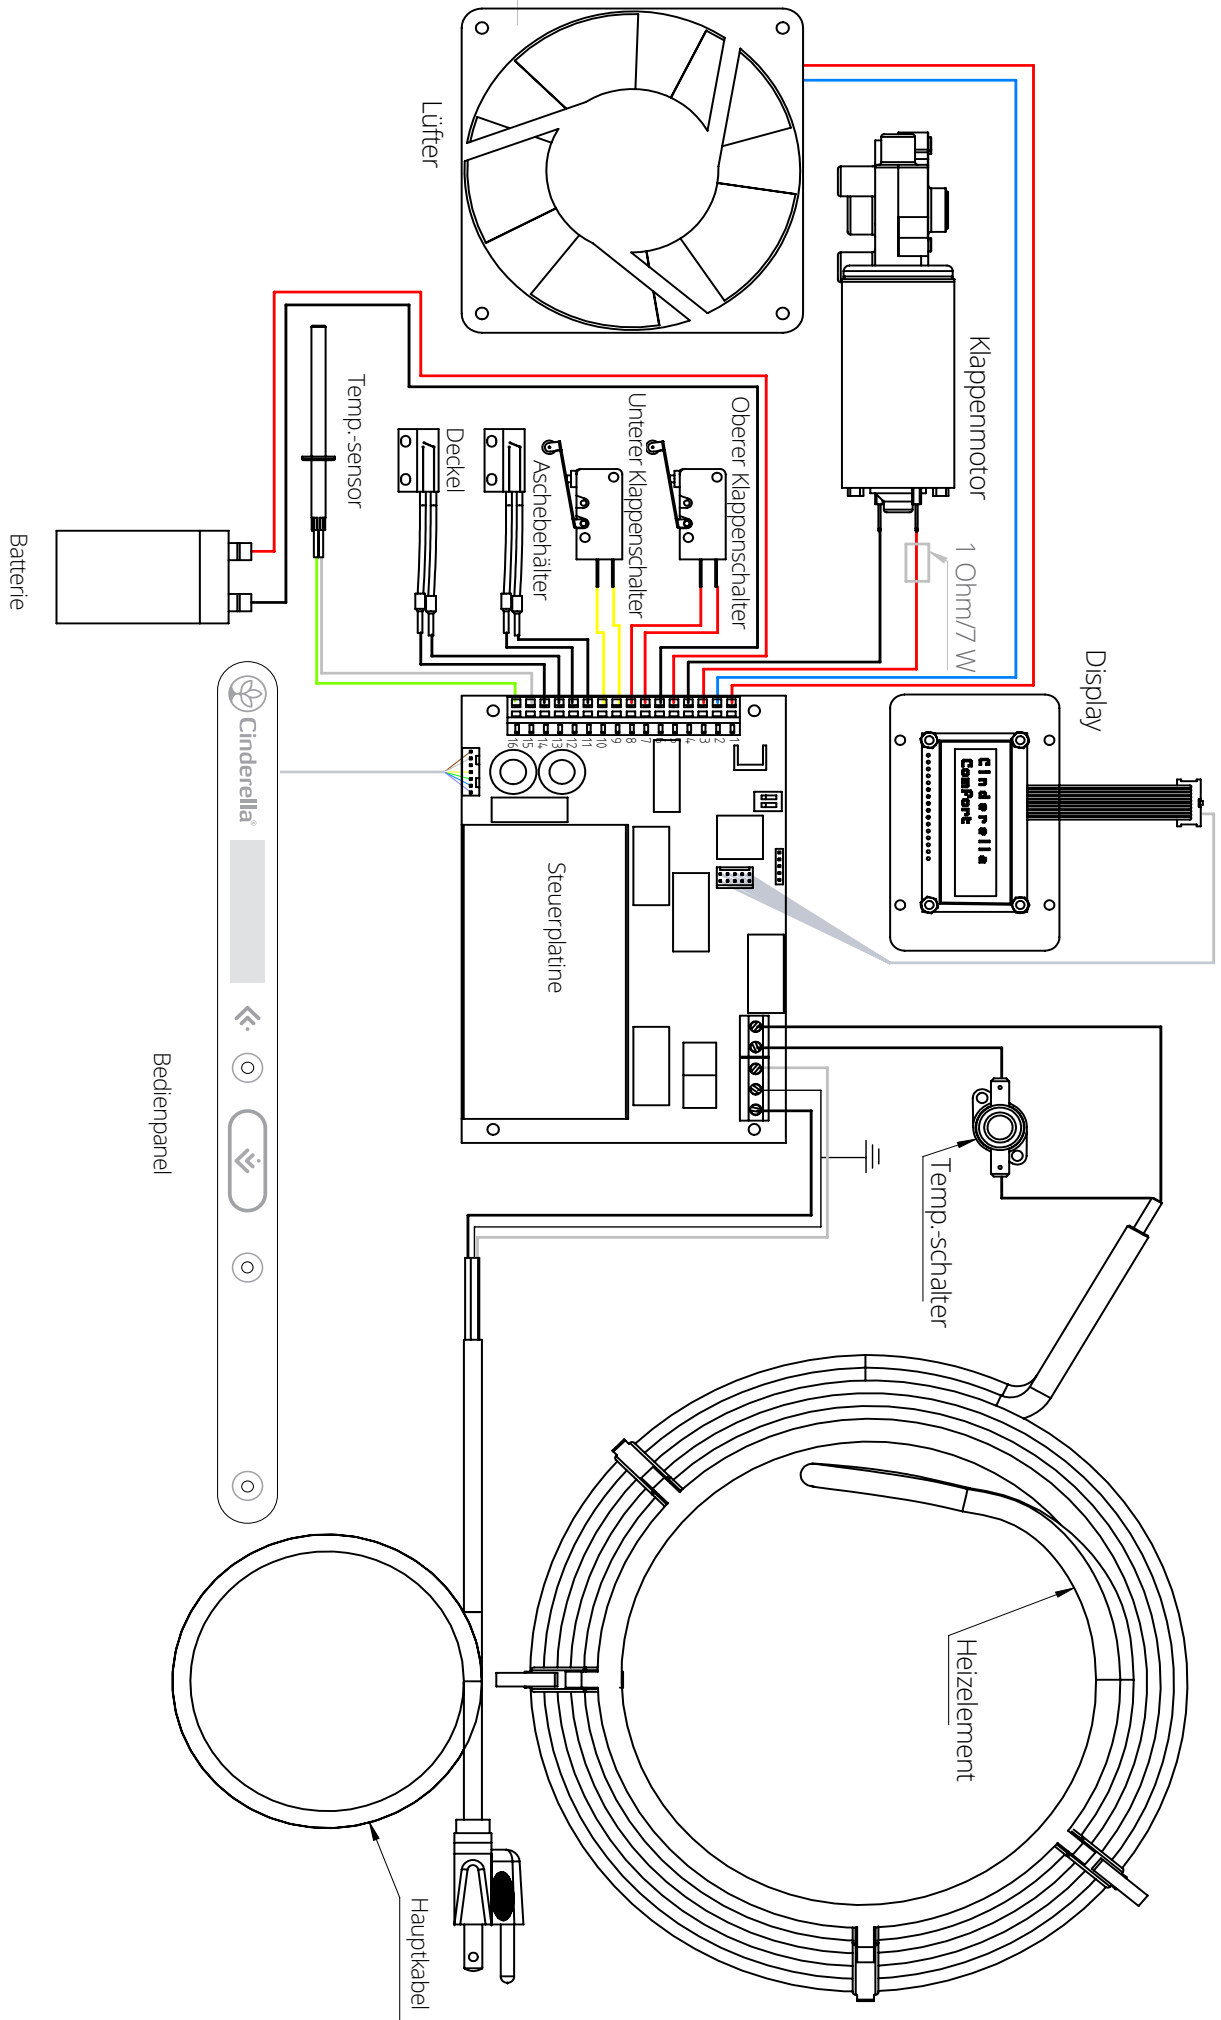 Lüfter
Klappenmotor
1 Ohm/7 W
Display
Cinderella
Comfort
Oberer Klappenschalter
Unterer Klappenschalter
Aschebehälter
Deckel
Temp.-sensor
Batterie
1
2
3
4
5
6
7
8
9
10
11
12
13
14
15
16
Steuerplatine
Cinderella®
Bedienpanel
Temp.-schalter
Heizelement
Hauptkabel